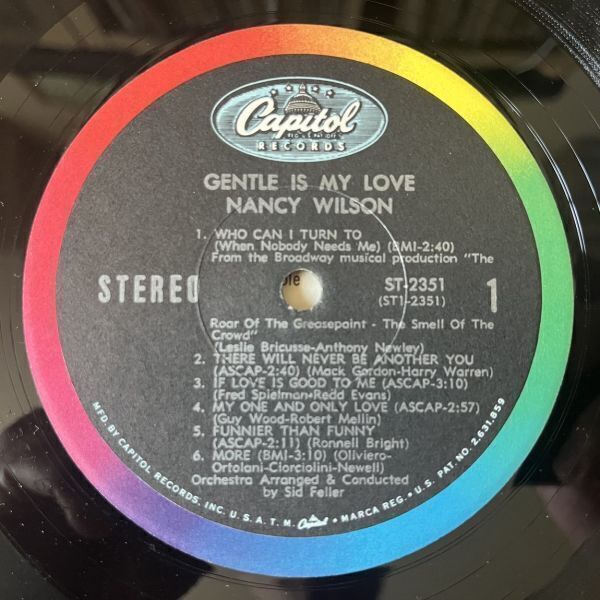 Capitol
RECORDS
GENTLE IS MY LOVE
NANCY WILSON
1. WHO CAN I TURN TO
(When Nobody Needs Me) (BMI-2:40)
From the Broadway musical production "The
STEREO
ST-2351
(ST1-2351)
1
Roar Of The Greasepaint - The Smell Of The
Crowd"
(Leslie Bricusse-Anthony Newley)
2. THERE WILL NEVER BE ANOTHER YOU
(ASCAP-2:40) (Mack Gordon-Harry Warren)
3. IF LOVE IS GOOD TO ME (ASCAP-3:10)
(Fred Spielman•Redd Evans)
4. MY ONE AND ONLY LOVE (ASCAP-2:57)
(Guy Wood-Robert Mellin)
5. FUNNIER THAN FUNNY
(ASCAP-2:11) (Ronnell Bright)
6. MORE (BMI-3:10) (Oliviero-
Ortolani-Ciorciolini-Newell)
Orchestra Arranged & Conducted
by Sid Feller
MFD. BY CAPITOL RECORDS, INC. U.S.A. T.M. Capitol • MARCA REG. • U.S. PAT. NO. 2,631,859